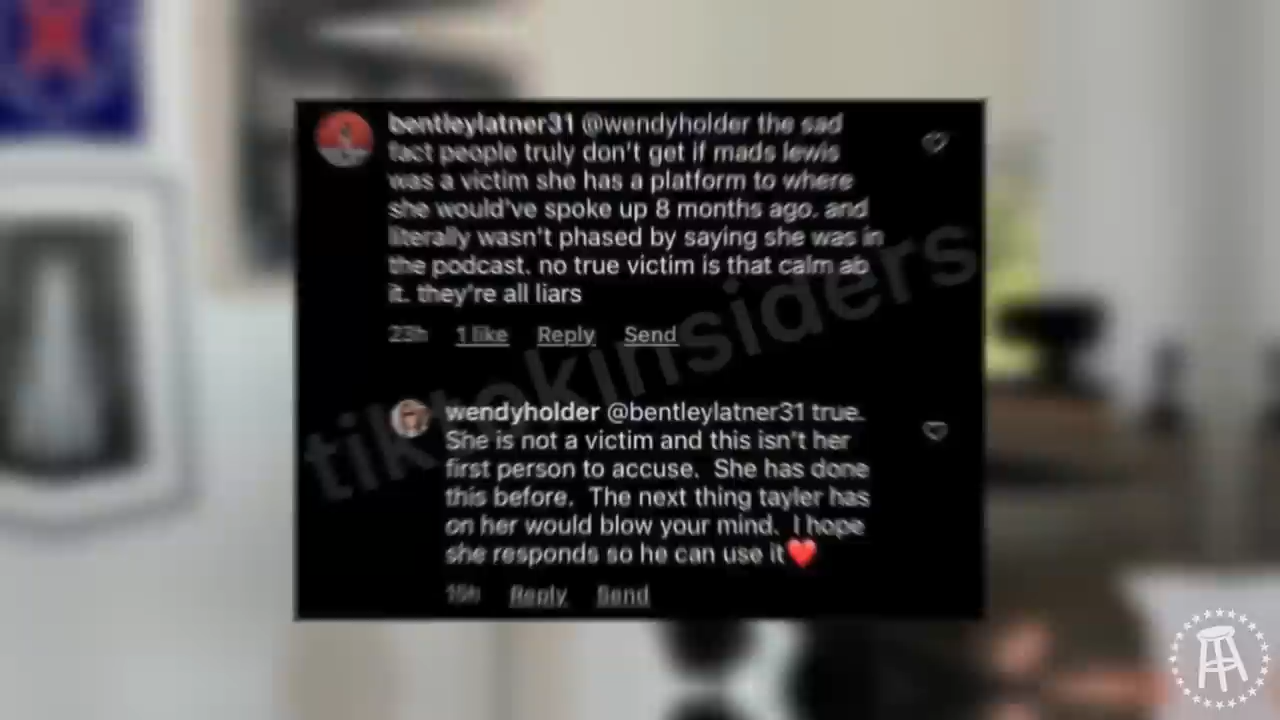 bentleylatner31 @wendyholder the sad
fact people truly don't get if mads lewis
was a victim she has a platform to where
she would've spoke up 8 months ago. and
literally wasn't phased by saying she was in
the podcast. no true victim is that calm ab
it. they're all liars
23h 1 like Reply Send
wendyholder @bentleylatner31 true.
She is not a victim and this isn't her
first person to accuse. She has done
this before. The next thing tayler has
on her would blow your mind. I hope
she responds so he can use it❤️
15h Reply Send
tiktokinsiders